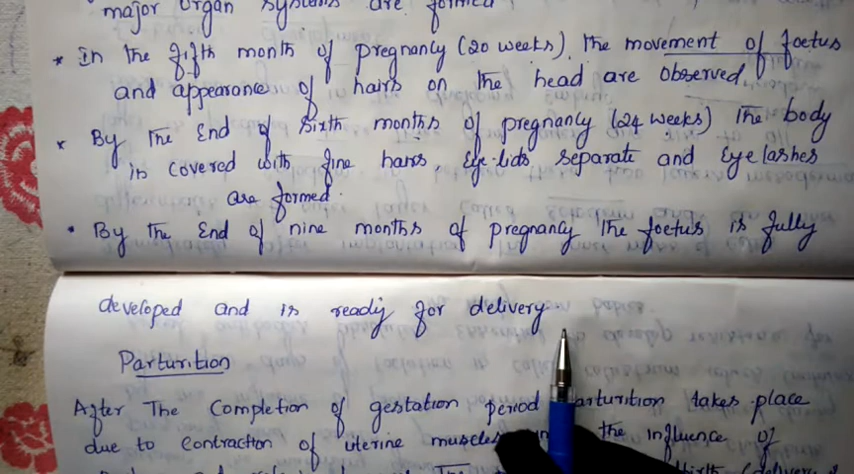 major organ systems are formed
* In the fifth month of pregnancy (20 weeks). The movement of foetus
and appearance of hairs on the head are observed
* By the End of Sixth months of pregnancy (24 weeks) The body
is covered with fine hairs, Eye-lids separate and Eyelashes
are formed.
* By the End of nine months of pregnancy The foetus is fully
developed and is ready for delivery.
Parturition
After The Completion of gestation period Parturition takes place
due to contraction of uterine muscles the influence of